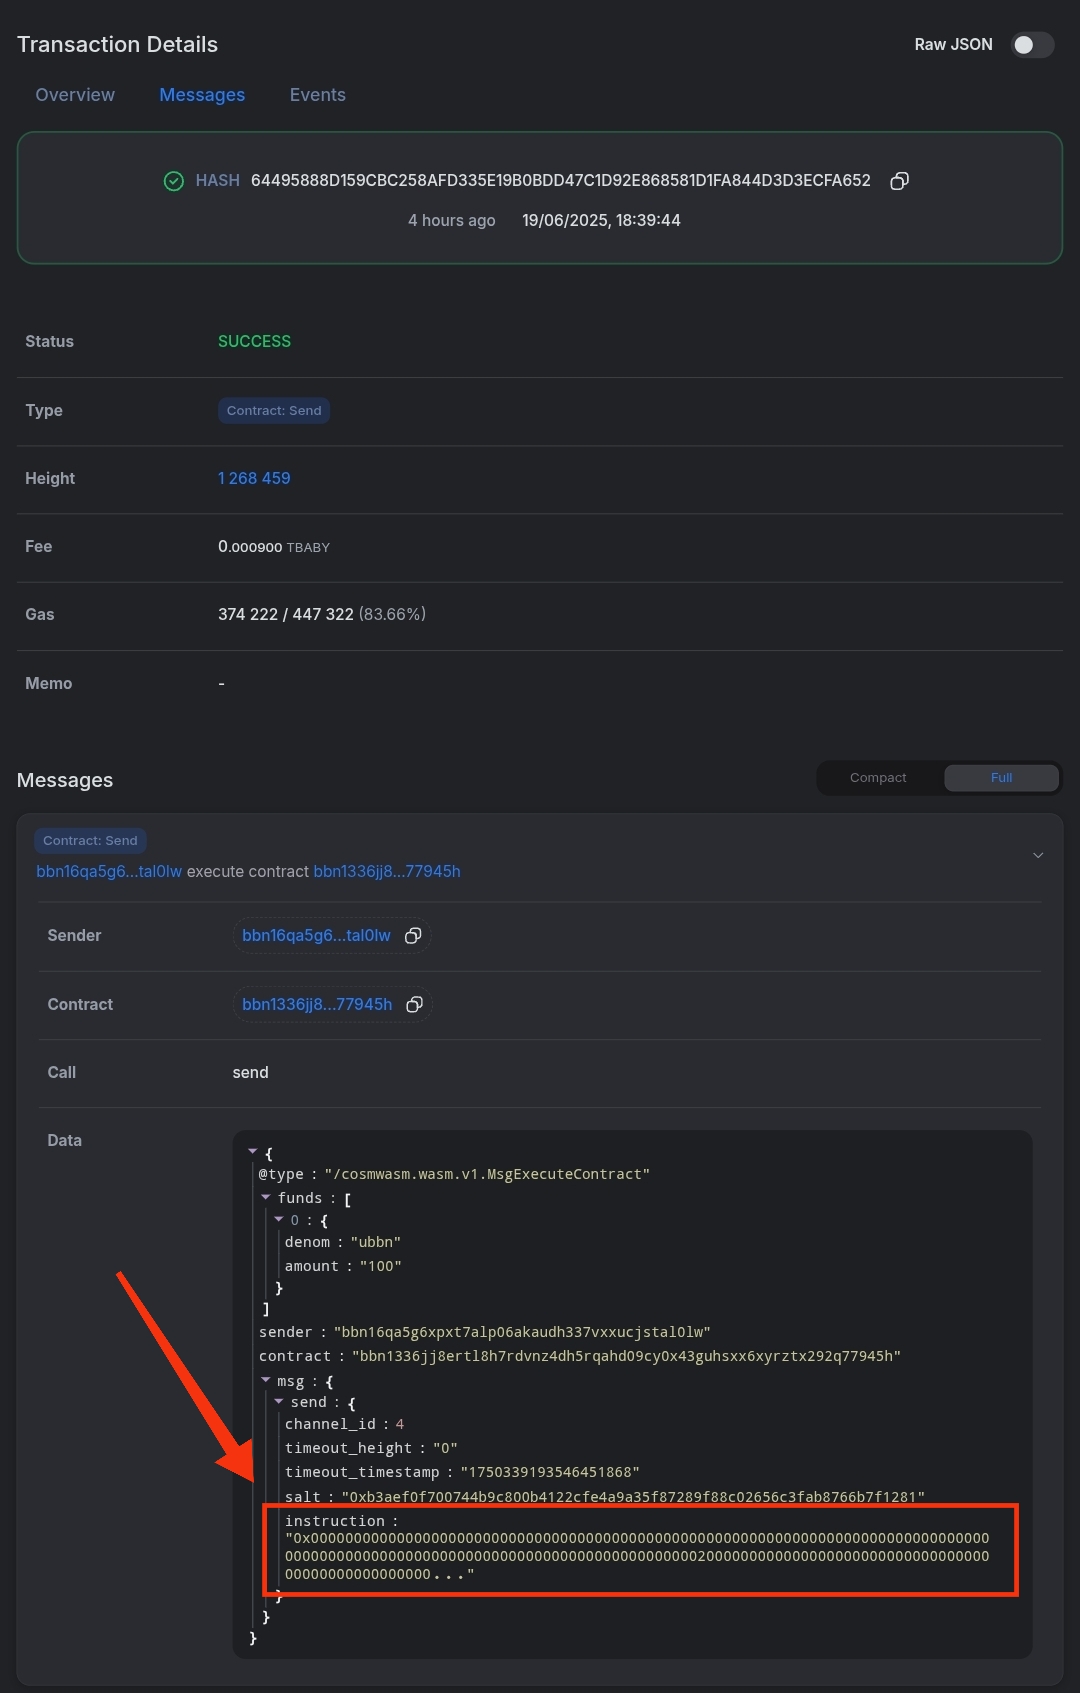 Transaction Details
Raw JSON
Overview Messages Events
HASH 64495888D159CBC258AFD335E19B0BDD47C1D92E868581D1FA844D3D3ECFA652
4 hours ago 19/06/2025, 18:39:44
Status SUCCESS
Type Contract: Send
Height 1 268 459
Fee 0.000900 TBABY
Gas 374 222 / 447 322 (83.66%)
Memo -
Messages
Compact Full
Contract: Send
bbn16qa5g6...tal0lw execute contract bbn1336jj8...77945h
Sender bbn16qa5g6...tal0lw
Contract bbn1336jj8...77945h
Call send
Data
{
@type : "/cosmwasm.wasm.v1.MsgExecuteContract"
funds : [
0 : {
denom : "ubbn"
amount : "100"
}
]
sender : "bbn16qa5g6xpxt7alp06akaudh337vxxucjstal0lw"
contract : "bbn1336jj8ertl8h7rdvnz4dh5rqahd09cy0x43guhsxx6xyrztx292q77945h"
msg : {
send : {
channel_id : 4
timeout_height : "0"
timeout_timestamp : "1750339193546451868"
salt : "0xb3aef0f700744b9c800b4122cfe4a9a35f87289f88c02656c3fab8766b7f1281"
instruction :
"0x00000000000000000000000000000000000000000000000000000000000000000000000000
00000000000000000000000000000000000000000000000000200000000000000000000000000000000
00000000000000000..."
}
}
}